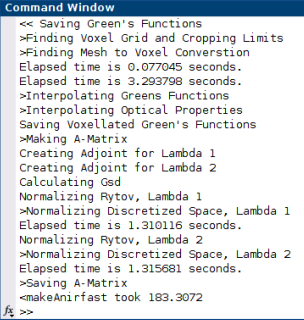 Command Window
<< Saving Green's Functions
>Finding Voxel Grid and Cropping Limits
>Finding Mesh to Voxel Converstion
Elapsed time is 0.077045 seconds.
Elapsed time is 3.293798 seconds.
>Interpolating Greens Functions
>Interpolating Optical Properties
Saving Voxellated Green's Functions
>Making A-Matrix
Creating Adjoint for Lambda 1
Creating Adjoint for Lambda 2
Calculating Gsd
Normalizing Rytov, Lambda 1
>Normalizing Discretized Space, Lambda 1
Elapsed time is 1.310116 seconds.
Normalizing Rytov, Lambda 2
>Normalizing Discretized Space, Lambda 2
Elapsed time is 1.315681 seconds.
>Saving A-Matrix
<makeAnirfast took 183.3072
fx >>